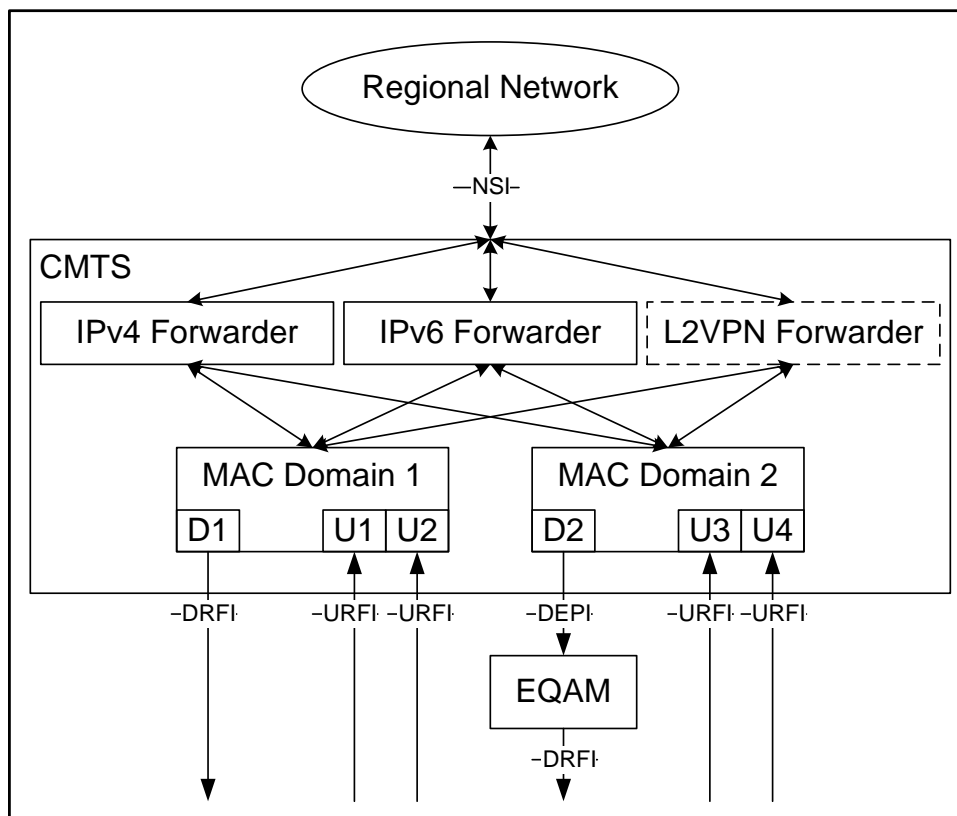 Regional Network
NSI
CMTS
IPv4 Forwarder
IPv6 Forwarder
L2VPN Forwarder
MAC Domain 1
MAC Domain 2
D1
U1
U2
D2
U3
U4
DRFI
URFI
URFI
DEPI
URFI
URFI
EQAM
DRFI